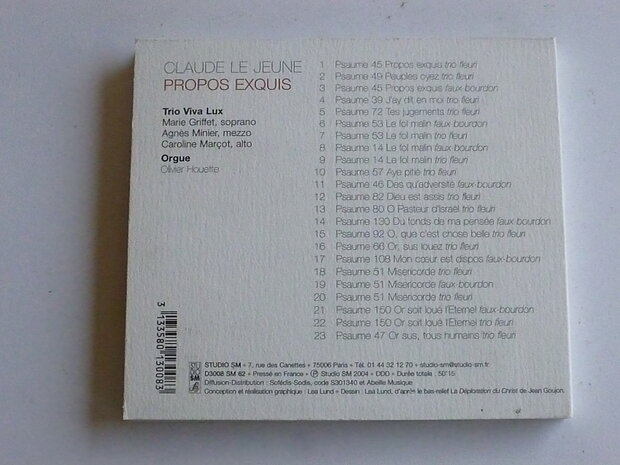 CLAUDE LE JEUNE
PROPOS EXQUIS
Trio Viva Lux
Marie Griffet, soprano
Agnès Minier, mezzo
Caroline Marçot, alto
Orgue
Olivier Houette
1 Psaume 45 Propos exquis trio fleuri
2 Psaume 49 Peuples oyez trio fleuri
3 Psaume 45 Propos exquis faux-bourdon
4 Psaume 39 J'ay dit en moi trio fleuri
5 Psaume 72 Tes jugements trio fleuri
6 Psaume 53 Le fol malin faux-bourdon
7 Psaume 53 Le fol malin trio fleuri
8 Psaume 14 Le fol malin faux-bourdon
9 Psaume 14 Le fol malin trio fleuri
10 Psaume 57 Aye pitié trio fleuri
11 Psaume 46 Des qu'adversité faux-bourdon
12 Psaume 82 Dieu est assis trio fleuri
13 Psaume 80 O Pasteur d'Israël trio fleuri
14 Psaume 130 Du fonds de ma pensée faux-bourdon
15 Psaume 92 O, que c'est chose belle trio fleuri
16 Psaume 66 Or, sus louez trio fleuri
17 Psaume 108 Mon cœur est dispos faux-bourdon
18 Psaume 51 Misericorde trio fleuri
19 Psaume 51 Misericorde faux-bourdon
20 Psaume 51 Misericorde trio fleuri
21 Psaume 150 Or soit loué l'Eternel faux-bourdon
22 Psaume 150 Or soit loué l'Eternel trio fleuri
23 Psaume 47 Or sus, tous humains trio fleuri
3 133580 130083
STUDIO SM • 7, rue des Canettes • 75006 Paris • Tél. 01 44 32 12 70 • studio-sm@studio-sm.fr
D3008 SM 62 • Pressé en France • Ⓟ Studio SM 2004 • DDD • Durée totale : 50'15
Diffusion-Distribution : Sofédis-Sodis, code S301340 et Abeille Musique
Conception et réalisation graphique : Lsa Lund • Dessin : Lsa Lund, d'après le bas-relief La Déploration du Christ de Jean Goujon.